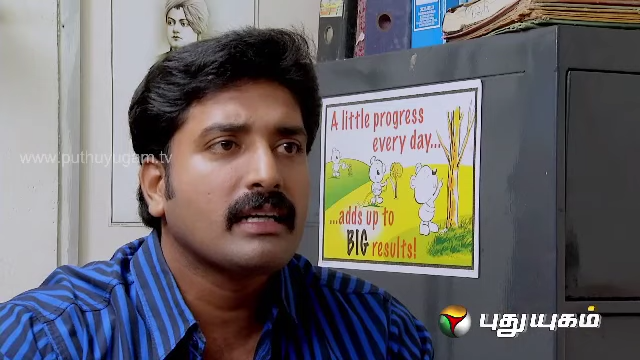 A little progress
every day...
www.puthuyugam.tv
...adds up to
BIG results!
புதுயுகம்